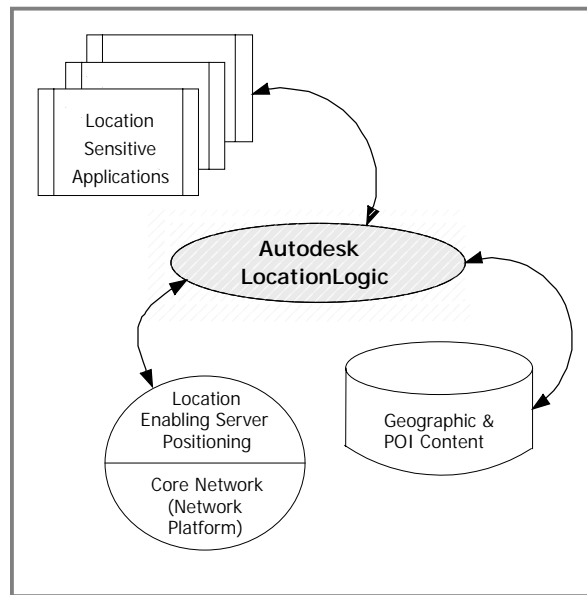 Location
Sensitive
Applications
Autodesk
LocationLogic
Location
Enabling Server
Positioning
Core Network
(Network
Platform)
Geographic &
POI Content